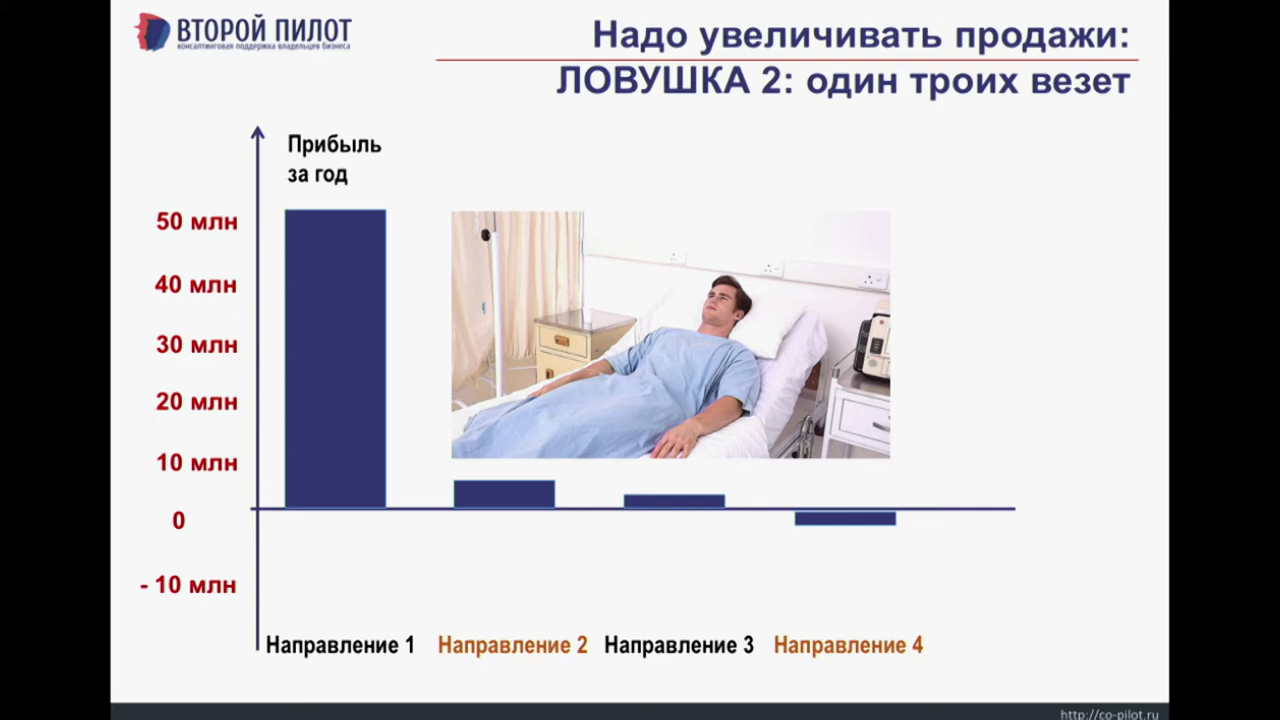 ВТОРОЙ ПИЛОТ
консалтинговая поддержка владельцев бизнеса
Надо увеличивать продажи:
ЛОВУШКА 2: один троих везет
Прибыль
за год
50 млн
40 млн
30 млн
20 млн
10 млн
0
- 10 млн
Направление 1 Направление 2 Направление 3 Направление 4
http://co-pilot.ru